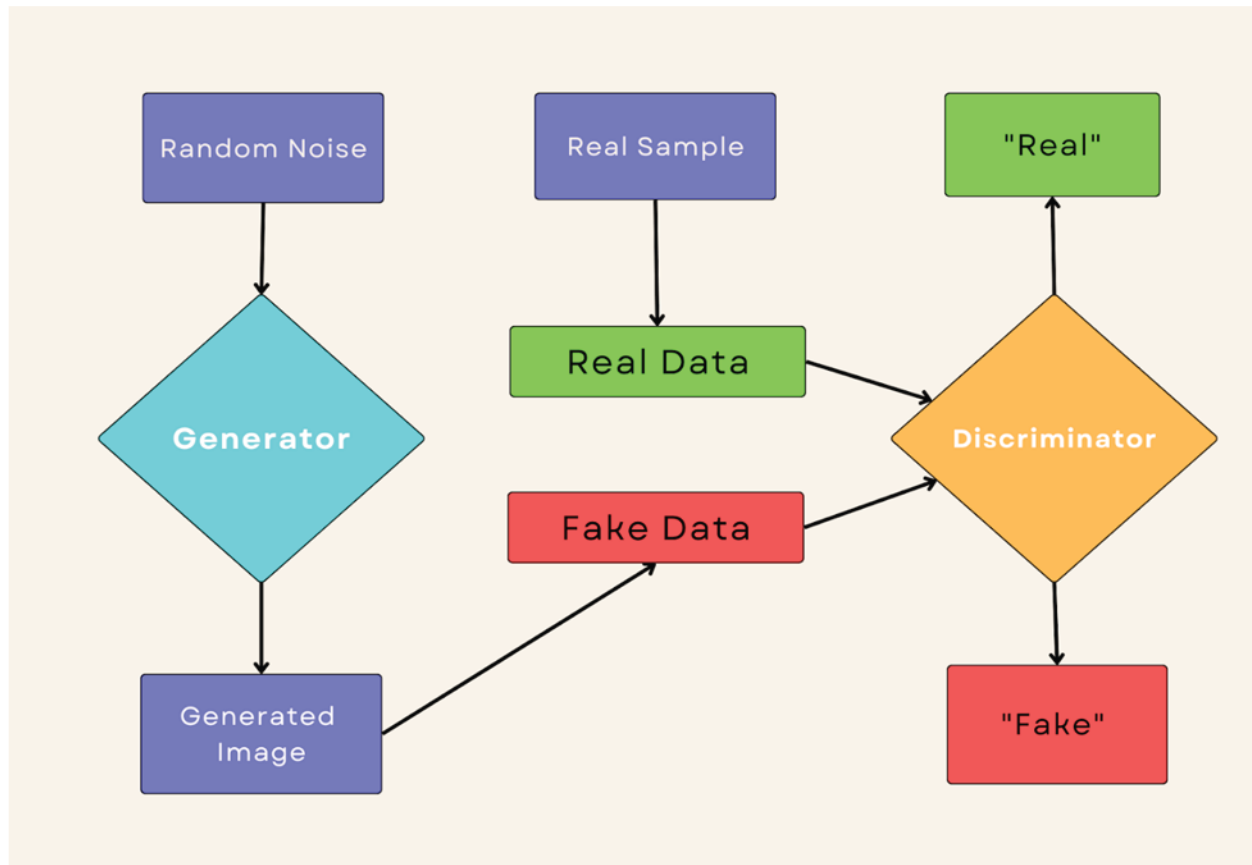 Random Noise
Real Sample
"Real"
Real Data
Generator
Discriminator
Fake Data
Generated
Image
"Fake"